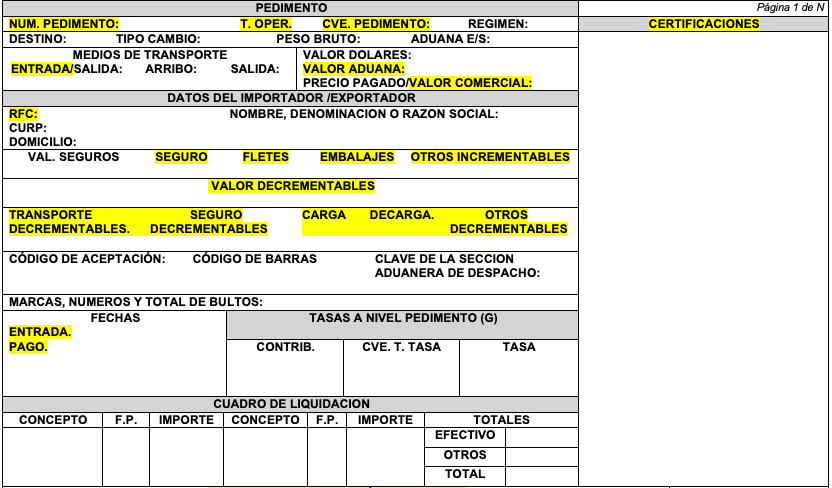 PEDIMENTO Página 1 de N
NUM. PEDIMENTO: T. OPER. CVE. PEDIMENTO: REGIMEN: CERTIFICACIONES
DESTINO: TIPO CAMBIO: PESO BRUTO: ADUANA E/S:
MEDIOS DE TRANSPORTE VALOR DOLARES:
ENTRADA/SALIDA: ARRIBO: SALIDA: VALOR ADUANA:
PRECIO PAGADO/VALOR COMERCIAL:
DATOS DEL IMPORTADOR /EXPORTADOR
RFC: NOMBRE, DENOMINACION O RAZON SOCIAL:
CURP:
DOMICILIO:
VAL. SEGUROS SEGURO FLETES EMBALAJES OTROS INCREMENTABLES
VALOR DECREMENTABLES
TRANSPORTE SEGURO CARGA DECARGA. OTROS
DECREMENTABLES. DECREMENTABLES DECREMENTABLES
CÓDIGO DE ACEPTACIÓN: CÓDIGO DE BARRAS CLAVE DE LA SECCION
ADUANERA DE DESPACHO:
MARCAS, NUMEROS Y TOTAL DE BULTOS:
FECHAS TASAS A NIVEL PEDIMENTO (G)
ENTRADA.
PAGO. CONTRIB. CVE. T. TASA TASA
CUADRO DE LIQUIDACION
CONCEPTO F.P. IMPORTE CONCEPTO F.P. IMPORTE TOTALES
EFECTIVO
OTROS
TOTAL